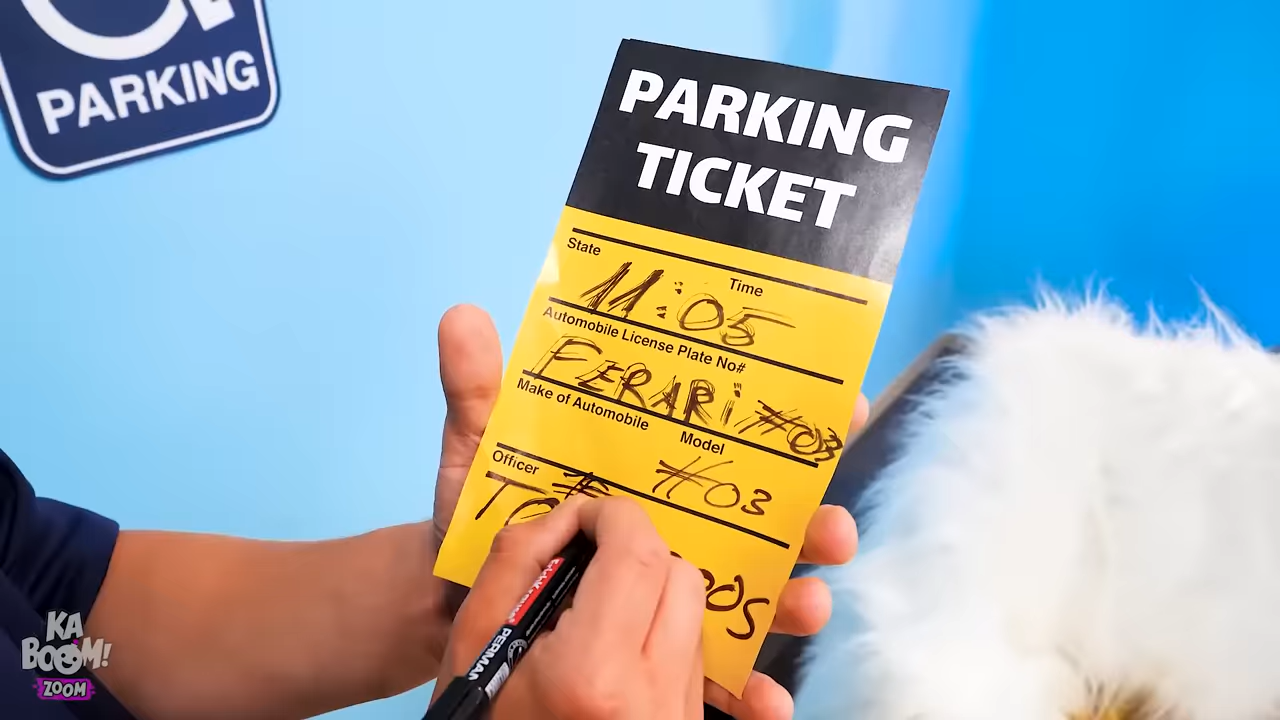 PARKING
PARKING
TICKET
State
Time
11:05
Automobile License Plate No#
FERARi #03
Make of Automobile
Model
#03
Officer
PERMAN
KA
BOOM!
ZOOM